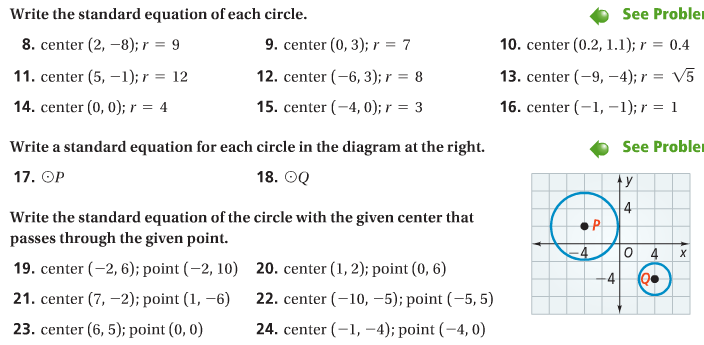 Write the standard equation of each circle.
See Probler
8. center (2, −8); r = 9
9. center (0, 3); r = 7
10. center (0.2, 1.1); r = 0.4
11. center (5, −1); r = 12
12. center (−6, 3); r = 8
13. center (−9, −4); r = √5
14. center (0, 0); r = 4
15. center (−4, 0); r = 3
16. center (−1, −1); r = 1
Write a standard equation for each circle in the diagram at the right.
See Probler
17. ⊙P
18. ⊙Q
y
4
P
−4
O
4
x
−4
Q
Write the standard equation of the circle with the given center that
passes through the given point.
19. center (−2, 6); point (−2, 10)
20. center (1, 2); point (0, 6)
21. center (7, −2); point (1, −6)
22. center (−10, −5); point (−5, 5)
23. center (6, 5); point (0, 0)
24. center (−1, −4); point (−4, 0)